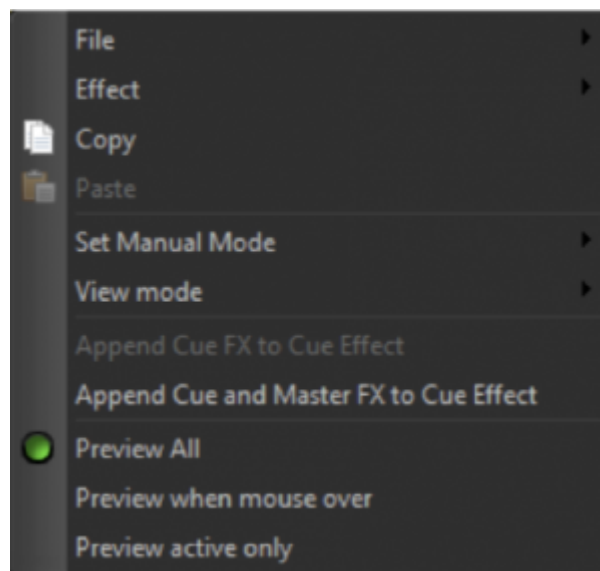 File
Effect
Copy
Paste
Set Manual Mode
View mode
Append Cue FX to Cue Effect
Append Cue and Master FX to Cue Effect
Preview All
Preview when mouse over
Preview active only